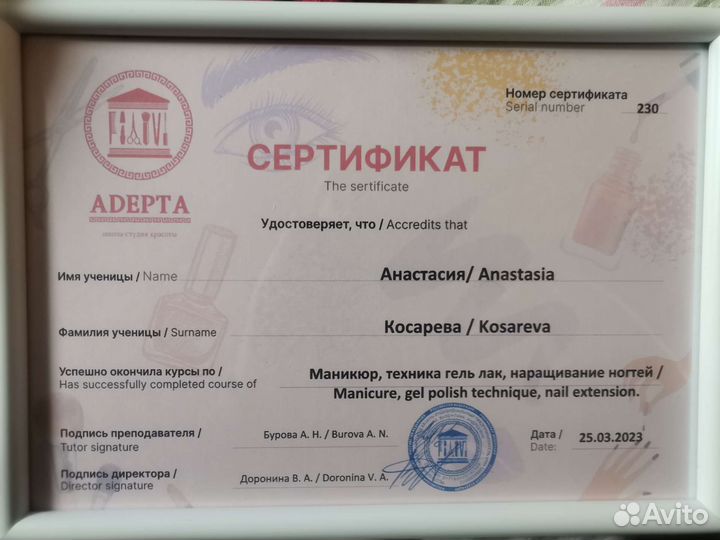 Номер сертификата
Serial number 230
СЕРТИФИКАТ
The sertificate
ADEPTA
школа-студия красоты
Удостоверяет, что / Accredits that
Имя ученицы / Name Анастасия/ Anastasia
Фамилия ученицы / Surname Косарева / Kosareva
Успешно окончила курсы по /
Has successfully completed course of
Маникюр, техника гель лак, наращивание ногтей /
Manicure, gel polish technique, nail extension.
Подпись преподавателя /
Tutor signature
Бурова А. Н. / Burova A. N.
Дата /
Date: 25.03.2023
Подпись директора /
Director signature
Доронина В. А. / Doronina V. A.
Avito